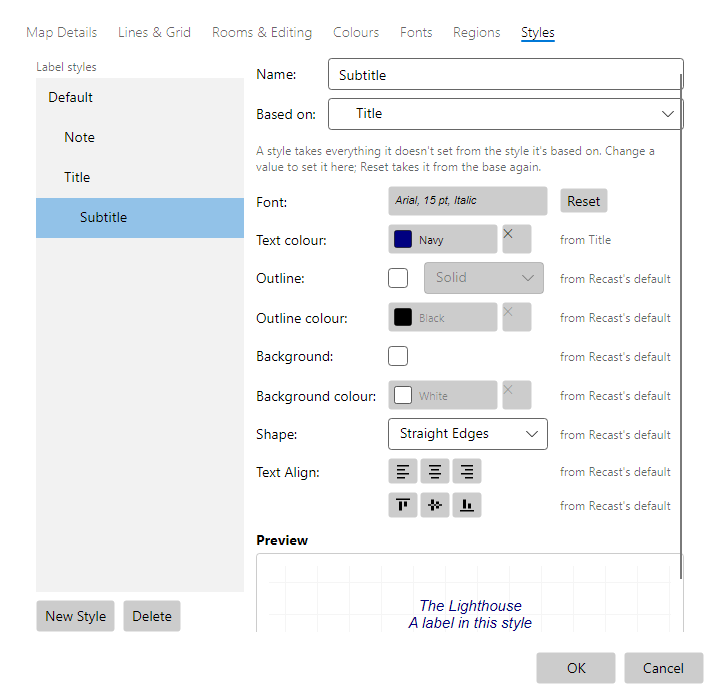 Map Details Lines & Grid Rooms & Editing Colours Fonts Regions Styles
Label styles
Default
Note
Title
Subtitle
New Style Delete
Name: Subtitle
Based on: Title
A style takes everything it doesn't set from the style it's based on. Change a
value to set it here; Reset takes it from the base again.
Font: Arial, 15 pt, Italic Reset
Text colour: Navy from Title
Outline: Solid from Recast's default
Outline colour: Black from Recast's default
Background: from Recast's default
Background colour: White from Recast's default
Shape: Straight Edges from Recast's default
Text Align: from Recast's default
from Recast's default
Preview
The Lighthouse
A label in this style
OK Cancel